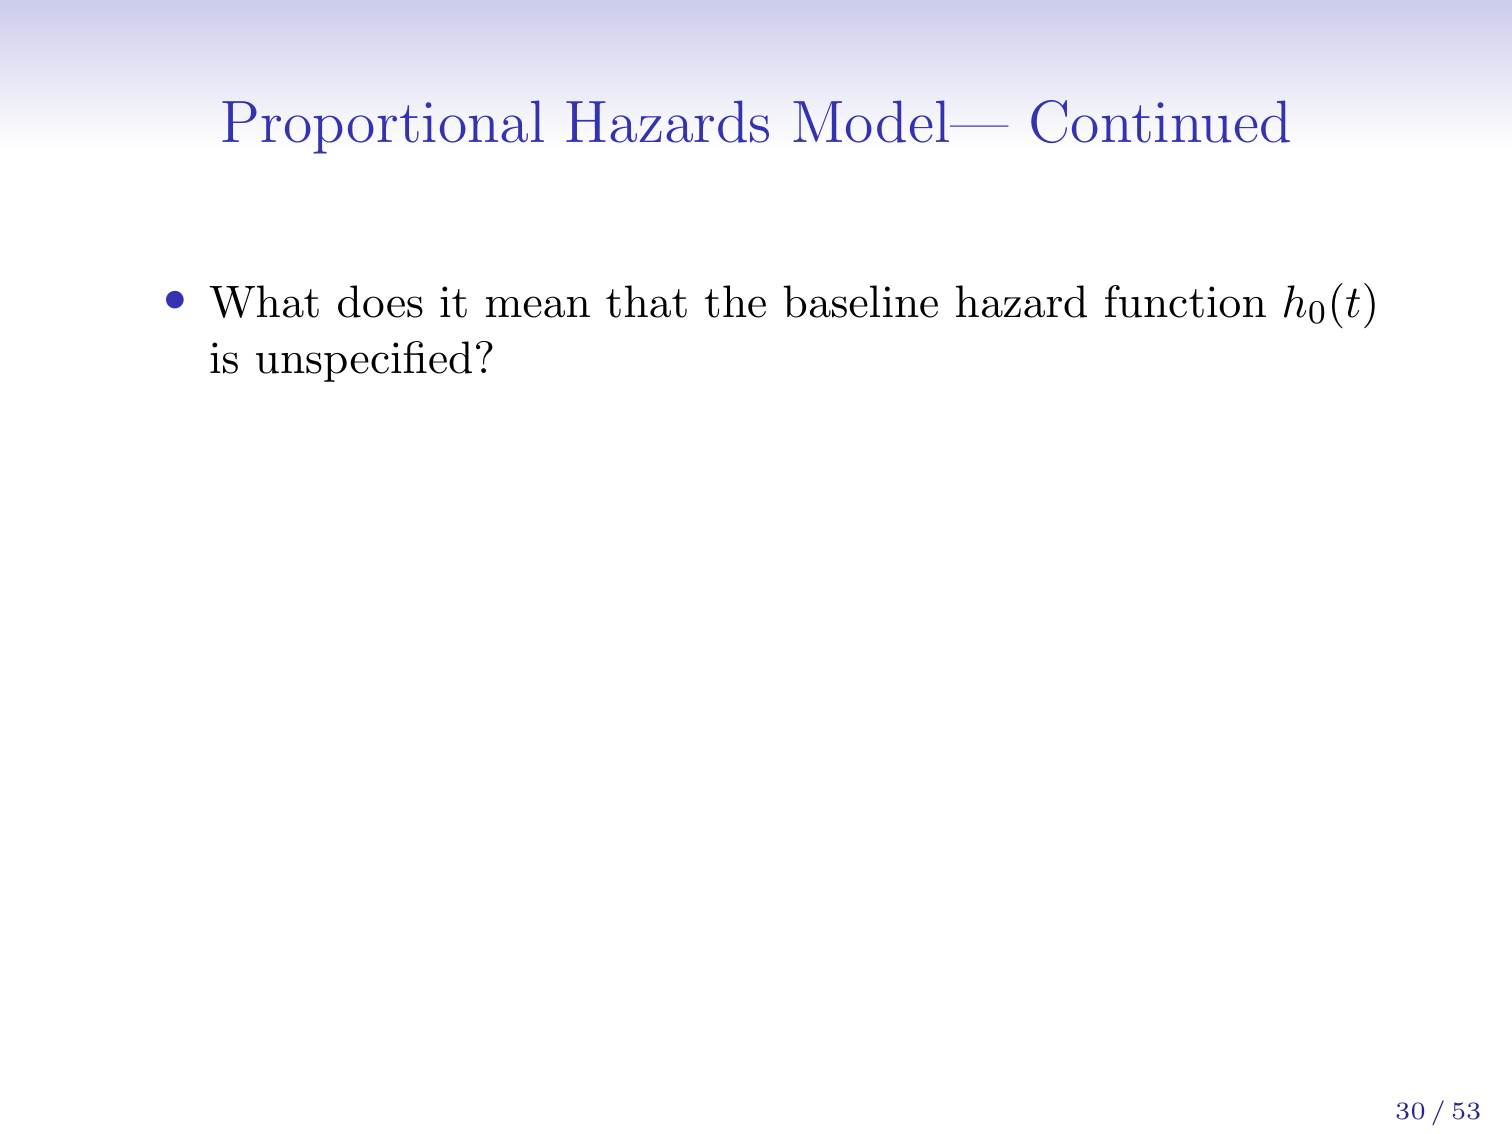 Proportional Hazards Model— Continued
• What does it mean that the baseline hazard function h₀(t)
is unspecified?
30 / 53